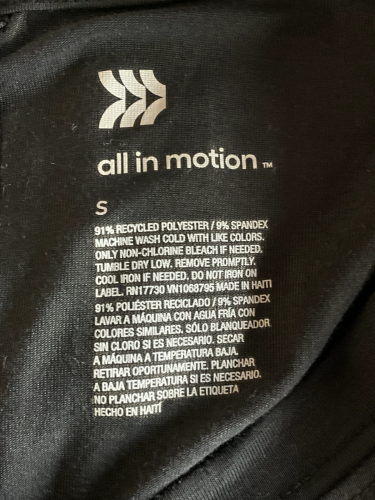 all in motion™
S
91% RECYCLED POLYESTER / 9% SPANDEX
MACHINE WASH COLD WITH LIKE COLORS.
ONLY NON-CHLORINE BLEACH IF NEEDED.
TUMBLE DRY LOW. REMOVE PROMPTLY.
COOL IRON IF NEEDED. DO NOT IRON ON
LABEL. RN17730 VN1068795 MADE IN HAITI
91% POLIÉSTER RECICLADO / 9% SPANDEX
LAVAR A MÁQUINA CON AGUA FRÍA CON
COLORES SIMILARES. SÓLO BLANQUEADOR
SIN CLORO SI ES NECESARIO. SECAR
A MÁQUINA A TEMPERATURA BAJA.
RETIRAR OPORTUNAMENTE. PLANCHAR
A BAJA TEMPERATURA SI ES NECESARIO.
NO PLANCHAR SOBRE LA ETIQUETA
HECHO EN HAITÍ